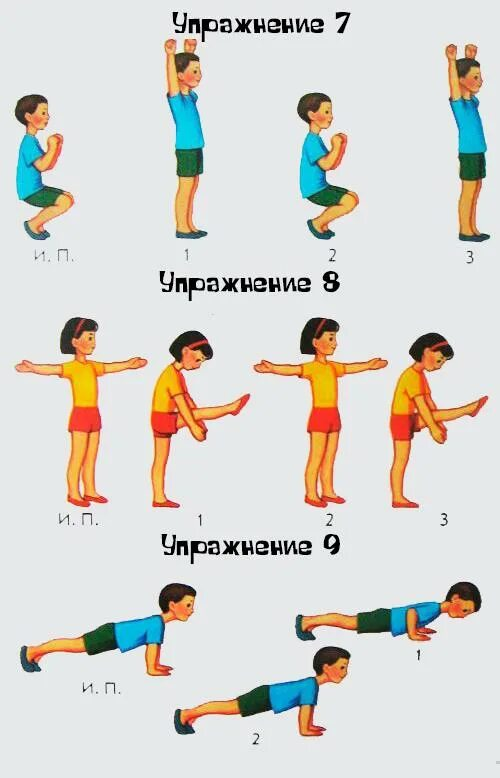 Упражнение 7
И. П. 1 2 3
Упражнение 8
И. П. 1 2 3
Упражнение 9
И. П. 1
2